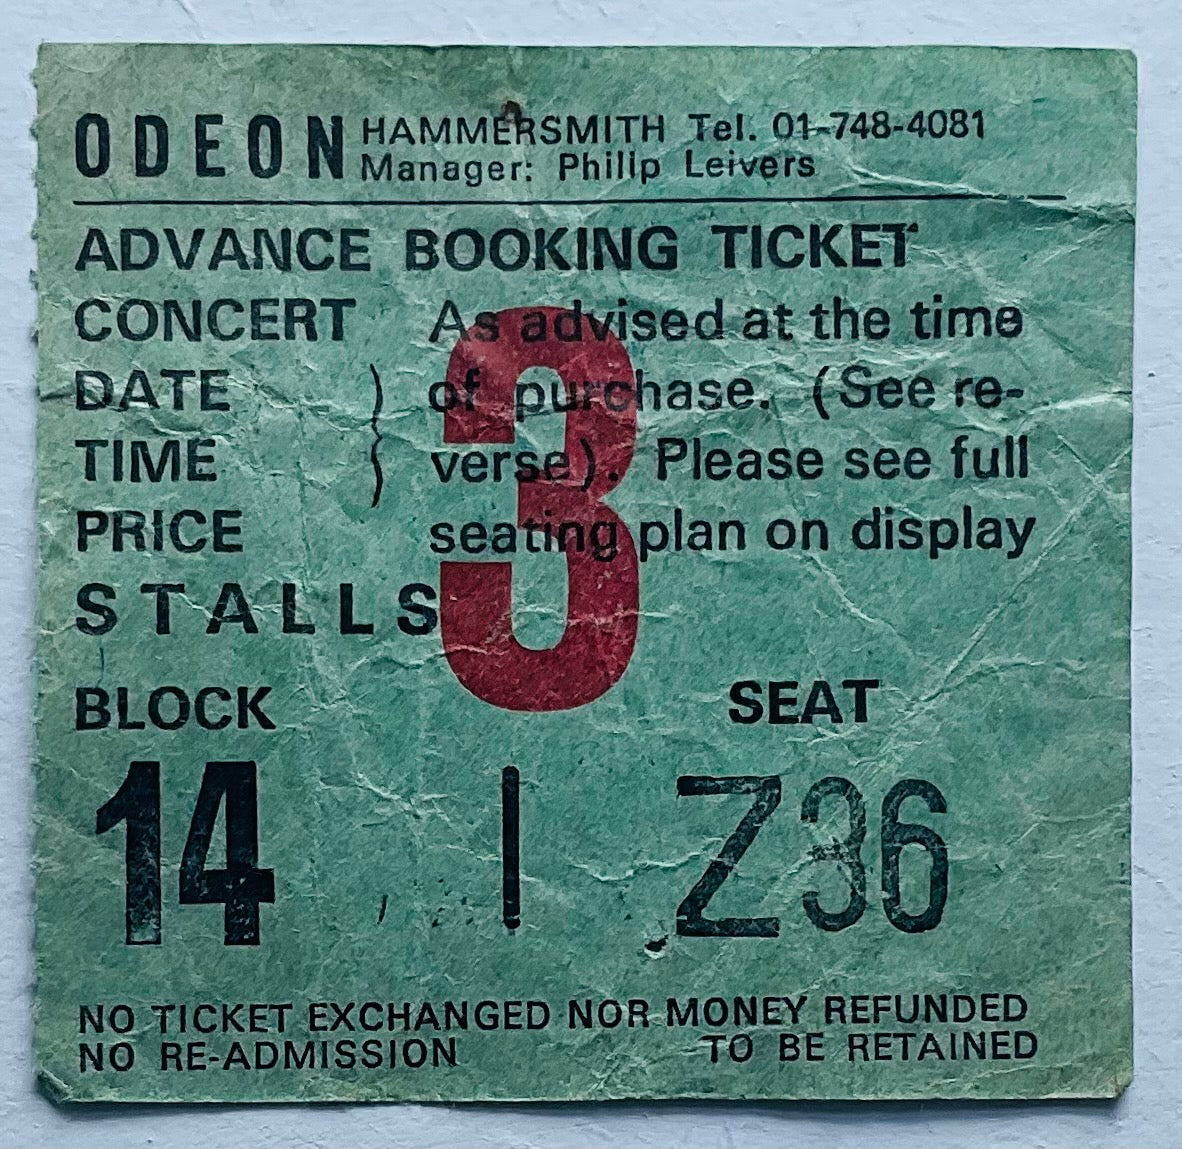 ODEON HAMMERSMITH Tel. 01-748-4081
Manager: Philip Leivers
ADVANCE BOOKING TICKET
CONCERT As advised at the time
DATE } of purchase. (See re-
TIME verse). Please see full
PRICE seating plan on display
STALLS
3
BLOCK SEAT
14 | Z36
NO TICKET EXCHANGED NOR MONEY REFUNDED
NO RE-ADMISSION TO BE RETAINED